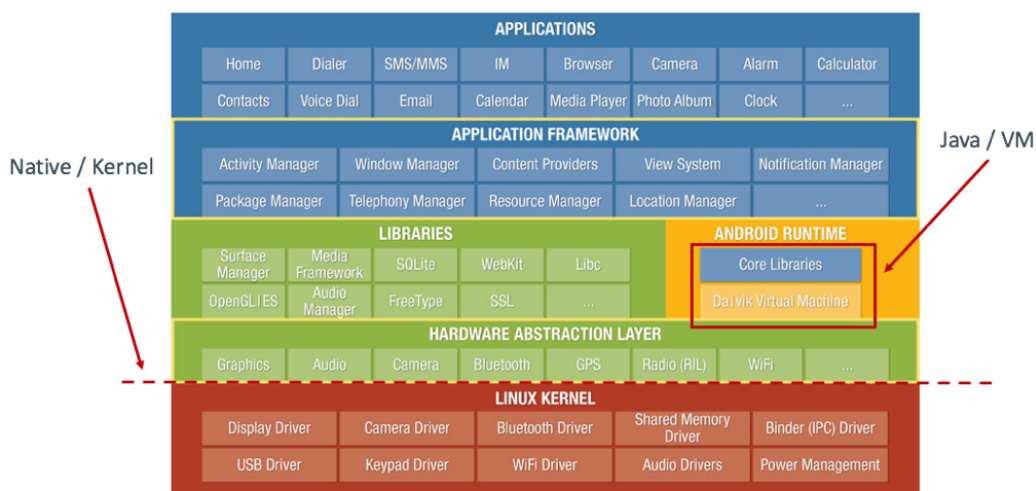 APPLICATIONS
Home Dialer SMS/MMS IM Browser Camera Alarm Calculator
Contacts Voice Dial Email Calendar Media Player Photo Album Clock ...
APPLICATION FRAMEWORK
Java / VM
Native / Kernel
Activity Manager Window Manager Content Providers View System Notification Manager
Package Manager Telephony Manager Resource Manager Location Manager ...
LIBRARIES
Surface Manager Media Framework SQLite WebKit Libc
OpenGL|ES Audio Manager FreeType SSL ...
ANDROID RUNTIME
Core Libraries
Dalvik Virtual Machine
HARDWARE ABSTRACTION LAYER
Graphics Audio Camera Bluetooth GPS Radio (RIL) WiFi ...
LINUX KERNEL
Display Driver Camera Driver Bluetooth Driver Shared Memory Driver Binder (IPC) Driver
USB Driver Keypad Driver WiFi Driver Audio Drivers Power Management